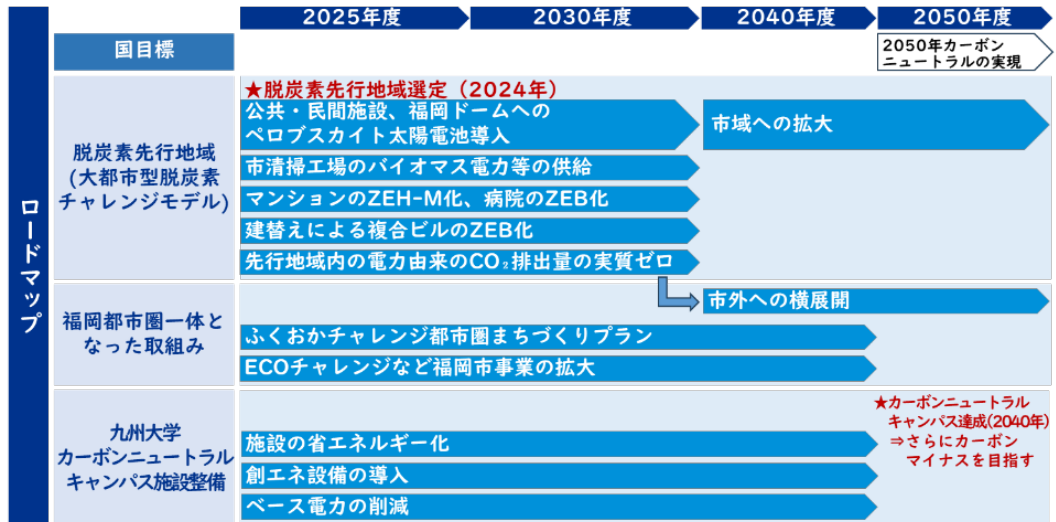 2025年度
2030年度
2040年度
2050年度
ロードマップ
国目標
2050年カーボン
ニュートラルの実現
脱炭素先行地域
(大都市型脱炭素
チャレンジモデル)
★脱炭素先行地域選定(2024年)
公共・民間施設、福岡ドームへの
ペロブスカイト太陽電池導入
市域への拡大
市清掃工場のバイオマス電力等の供給
マンションのZEH-M化、病院のZEB化
建替えによる複合ビルのZEB化
先行地域内の電力由来のCO₂排出量の実質ゼロ
福岡都市圏一体と
なった取組み
市外への横展開
ふくおかチャレンジ都市圏まちづくりプラン
ECOチャレンジなど福岡市事業の拡大
九州大学
カーボンニュートラル
キャンパス施設整備
★カーボンニュートラル
キャンパス達成(2040年)
⇒さらにカーボン
マイナスを目指す
施設の省エネルギー化
創エネ設備の導入
ベース電力の削減